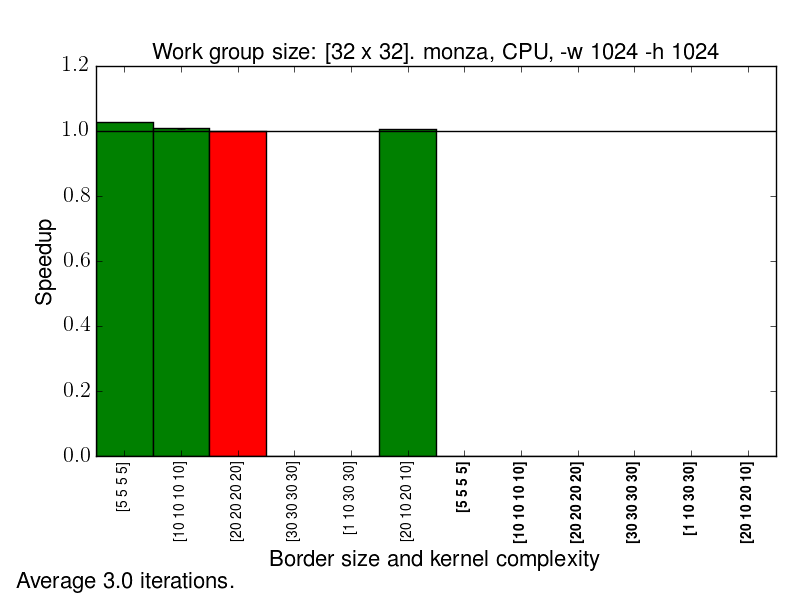 Work group size: [32 x 32]. monza, CPU, -w 1024 -h 1024
Speedup
1.2
1.0
0.8
0.6
0.4
0.2
0.0
[5 5 5 5]
[10 10 10 10]
[20 20 20 20]
[30 30 30 30]
[1 10 30 30]
[20 10 20 10]
[5 5 5 5]
[10 10 10 10]
[20 20 20 20]
[30 30 30 30]
[1 10 30 30]
[20 10 20 10]
Border size and kernel complexity
Average 3.0 iterations.